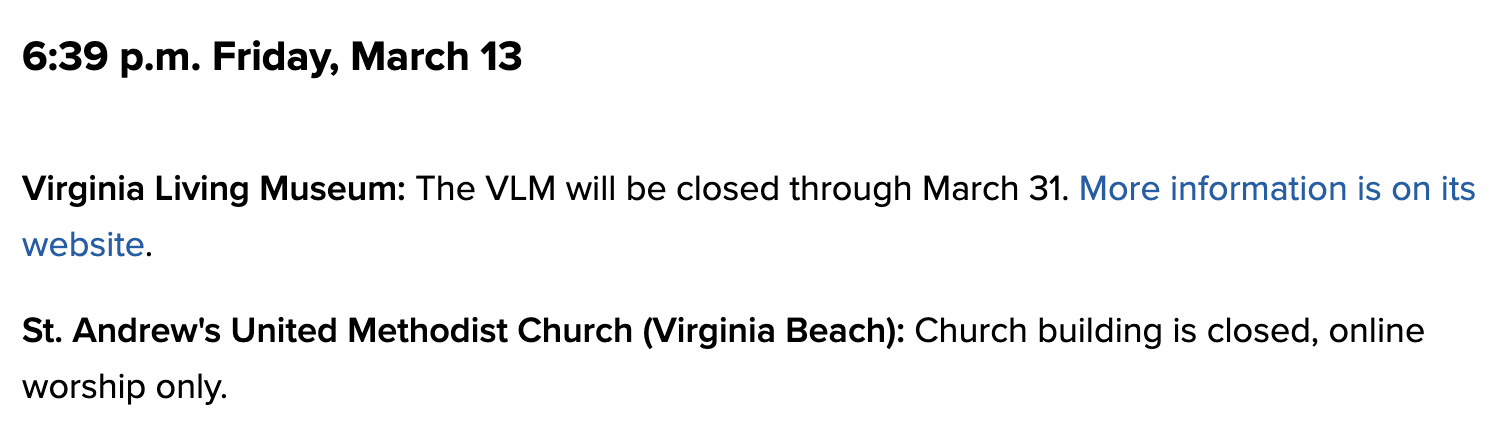 6:39 p.m. Friday, March 13
Virginia Living Museum: The VLM will be closed through March 31. More information is on its
website.
St. Andrew's United Methodist Church (Virginia Beach): Church building is closed, online
worship only.